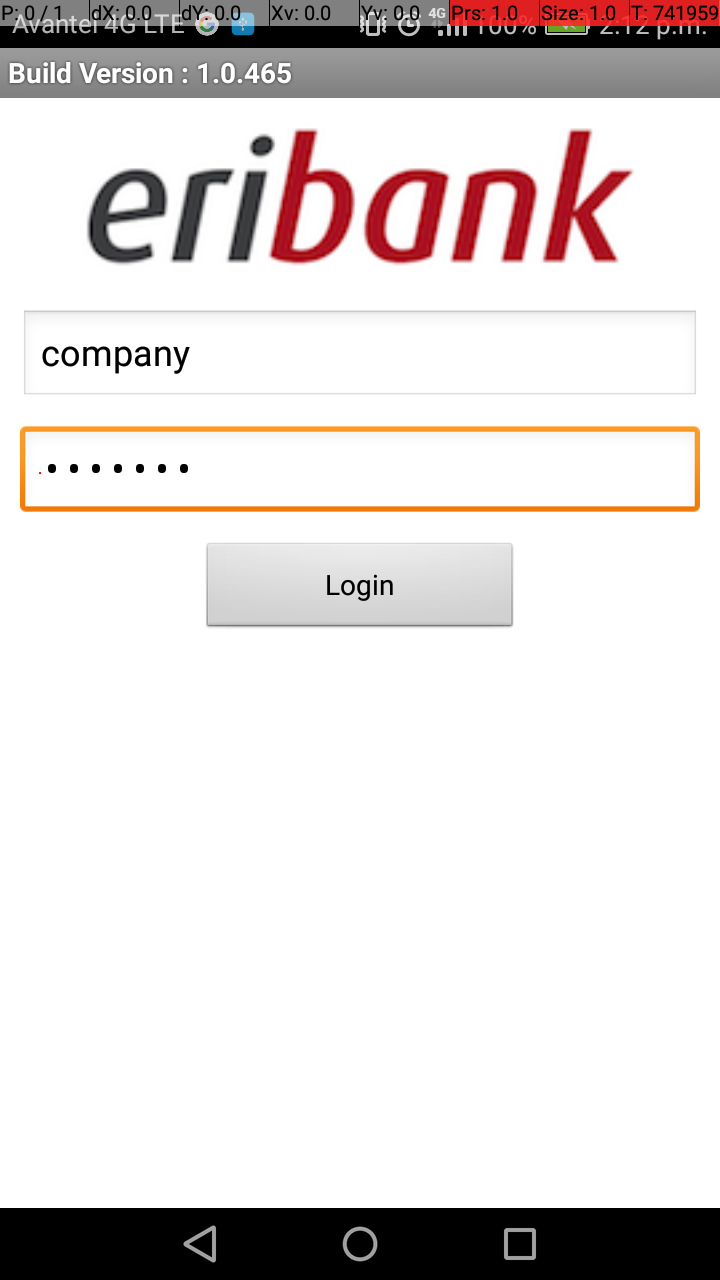 P: 0 / 1 dX: 0.0 dY: 0.0 Xv: 0.0 Yv: 0.0 Prs: 1.0 Size: 1.0 T: 741959
Avantel 4G LTE 4G 100% 2:12 p.m.
Build Version : 1.0.465
eribank
company
•••••••
Login